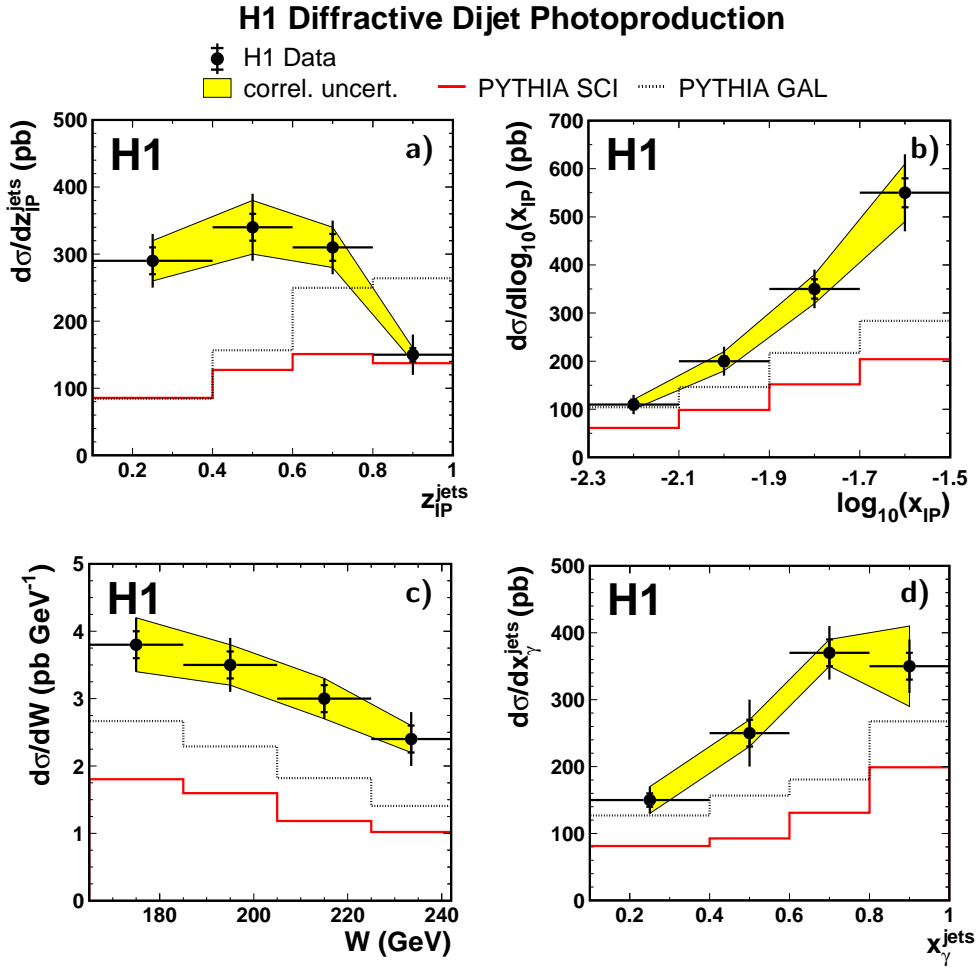 H1 Diffractive Dijet Photoproduction
H1 Data
correl. uncert.
PYTHIA SCI
PYTHIA GAL
H1
a)
dσ/dz_IP^jets (pb)
500
400
300
200
100
0
0.2 0.4 0.6 0.8 1
z_IP^jets
H1
b)
dσ/dlog₁₀(x_IP) (pb)
700
600
500
400
300
200
100
0
-2.3 -2.1 -1.9 -1.7 -1.5
log₁₀(x_IP)
H1
c)
dσ/dW (pb GeV⁻¹)
5
4
3
2
1
0
180 200 220 240
W (GeV)
H1
d)
dσ/dx_γ^jets (pb)
500
400
300
200
100
0
0.2 0.4 0.6 0.8 1
x_γ^jets